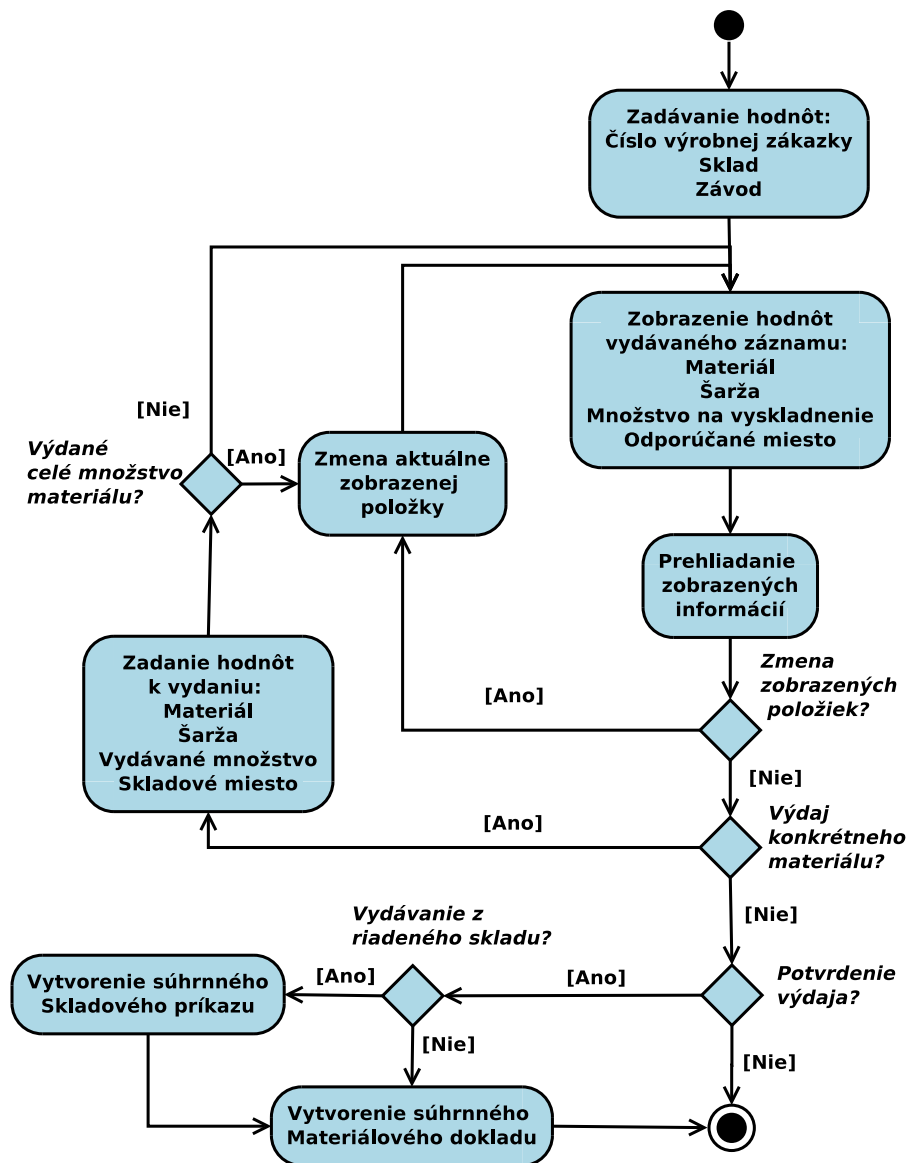 Zadávanie hodnôt:
Číslo výrobnej zákazky
Sklad
Závod
Zobrazenie hodnôt
vydávaného záznamu:
Materiál
Šarža
Množstvo na vyskladnenie
Odporúčané miesto
[Nie]
Výdané
celé množstvo
materiálu?
[Ano]
Zmena aktuálne
zobrazenej
položky
Prehliadanie
zobrazených
informácií
Zadanie hodnôt
k vydaniu:
Materiál
Šarža
Vydávané množstvo
Skladové miesto
Zmena
zobrazených
položiek?
[Ano]
[Nie]
Výdaj
konkrétneho
materiálu?
[Ano]
[Nie]
Vydávanie z
riadeného skladu?
Potvrdenie
výdaja?
[Ano]
[Ano]
Vytvorenie súhrnného
Skladového príkazu
[Nie]
[Nie]
Vytvorenie súhrnného
Materiálového dokladu